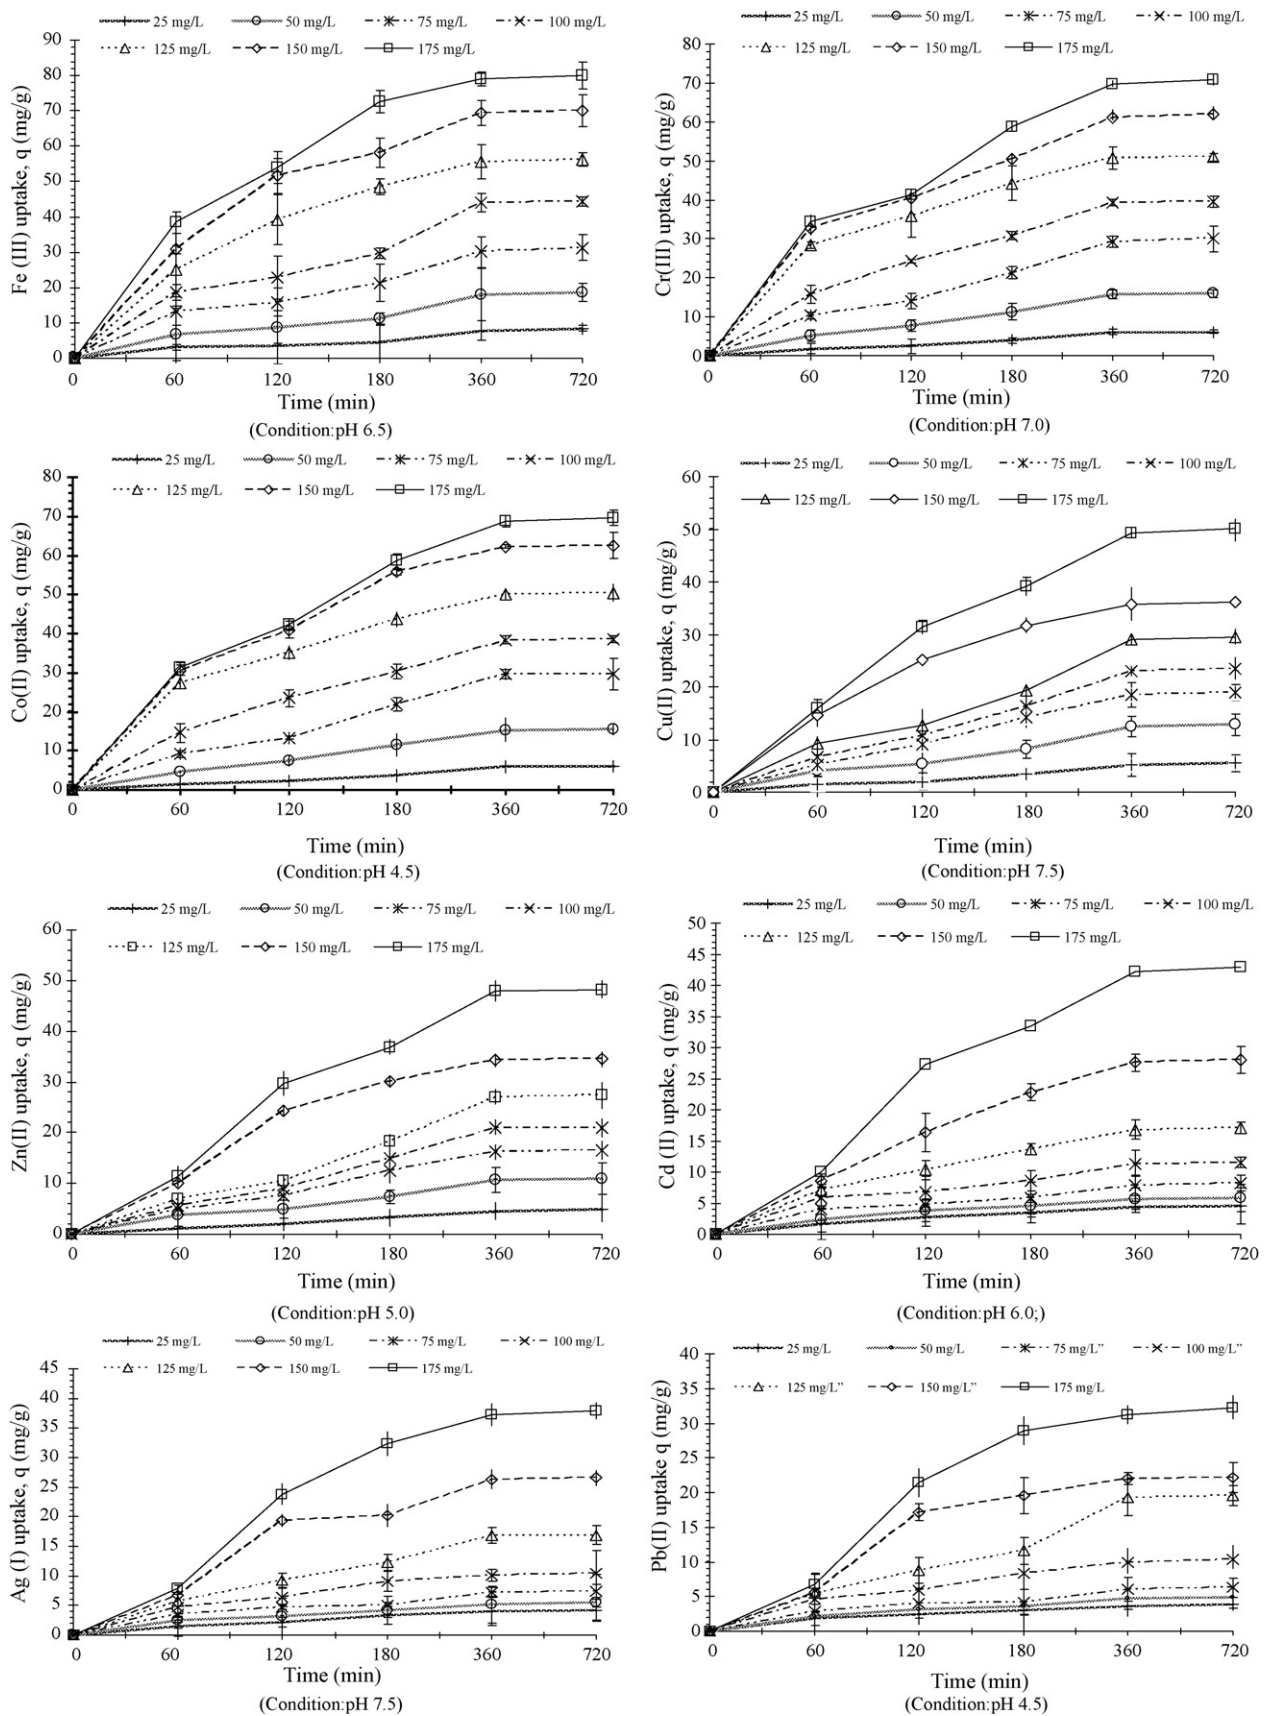 25 mg/L 50 mg/L 75 mg/L 100 mg/L
125 mg/L 150 mg/L 175 mg/L
Fe (III) uptake, q (mg/g)
90
80
70
60
50
40
30
20
10
0
0 60 120 180 360 720
Time (min)
(Condition:pH 6.5)
25 mg/L 50 mg/L 75 mg/L 100 mg/L
125 mg/L 150 mg/L 175 mg/L
Cr(III) uptake, q (mg/g)
80
70
60
50
40
30
20
10
0
0 60 120 180 360 720
Time (min)
(Condition:pH 7.0)
25 mg/L 50 mg/L 75 mg/L 100 mg/L
125 mg/L 150 mg/L 175 mg/L
Co(II) uptake, q (mg/g)
80
70
60
50
40
30
20
10
0
0 60 120 180 360 720
Time (min)
(Condition:pH 4.5)
25 mg/L 50 mg/L 75 mg/L 100 mg/L
125 mg/L 150 mg/L 175 mg/L
Cu(II) uptake, q (mg/g)
60
50
40
30
20
10
0
0 60 120 180 360 720
Time (min)
(Condition:pH 7.5)
25 mg/L 50 mg/L 75 mg/L 100 mg/L
125 mg/L 150 mg/L 175 mg/L
Zn(II) uptake, q (mg/g)
60
50
40
30
20
10
0
0 60 120 180 360 720
Time (min)
(Condition:pH 5.0)
25 mg/L 50 mg/L 75 mg/L 100 mg/L
125 mg/L 150 mg/L 175 mg/L
Cd (II) uptake, q (mg/g)
50
45
40
35
30
25
20
15
10
5
0
0 60 120 180 360 720
Time (min)
(Condition:pH 6.0;)
25 mg/L 50 mg/L 75 mg/L 100 mg/L
125 mg/L 150 mg/L 175 mg/L
Ag (I) uptake, q (mg/g)
45
40
35
30
25
20
15
10
5
0
0 60 120 180 360 720
Time (min)
(Condition:pH 7.5)
25 mg/L 50 mg/L 75 mg/L” 100 mg/L”
125 mg/L” 150 mg/L” 175 mg/L
Pb(II) uptake q (mg/g)
40
35
30
25
20
15
10
5
0
0 60 120 180 360 720
Time (min)
(Condition:pH 4.5)